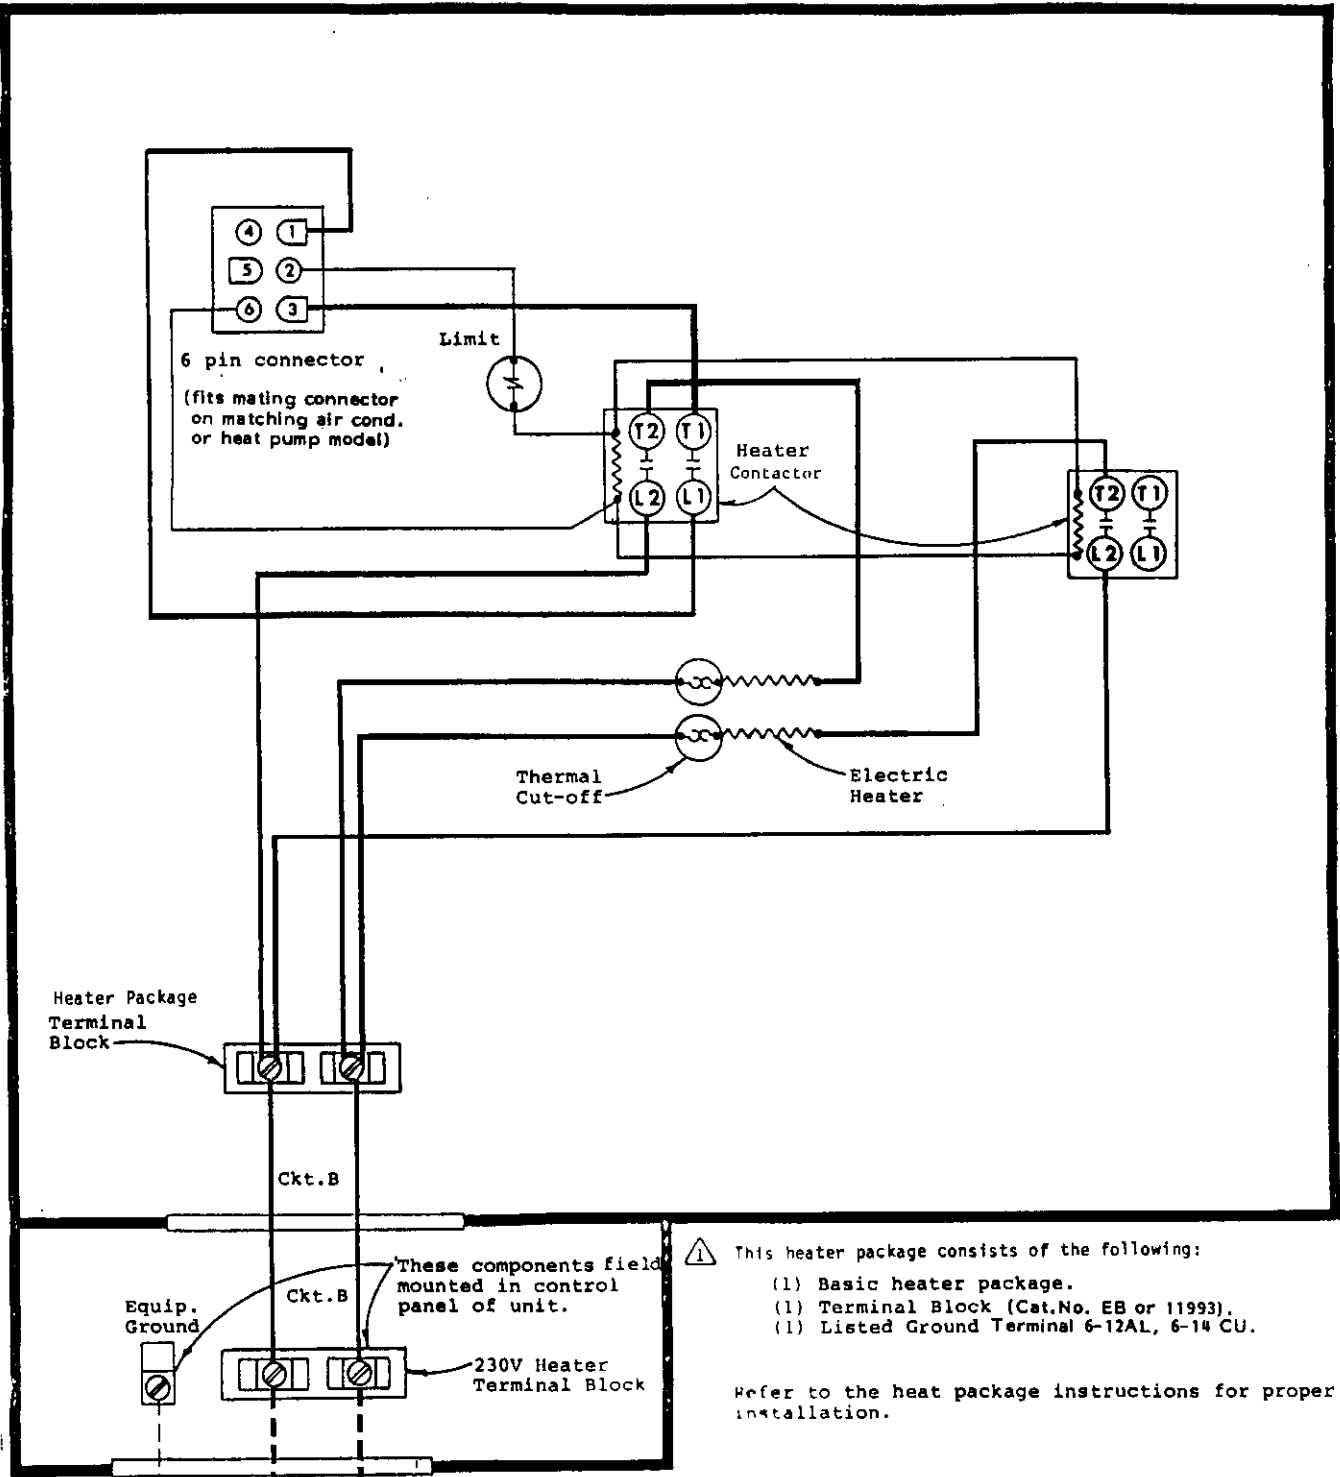 4 1
5 2
6 3
6 pin connector
(fits mating connector
on matching air cond.
or heat pump model)
Limit
T2 T1
L2 L1
Heater
Contactor
T2 T1
L2 L1
Thermal
Cut-off
Electric
Heater
Heater Package
Terminal
Block
Ckt.B
These components field
mounted in control
panel of unit.
Ckt.B
Equip.
Ground
230V Heater
Terminal Block
1 This heater package consists of the following:
(1) Basic heater package.
(1) Terminal Block (Cat.No. EB or 11993).
(1) Listed Ground Terminal 6-12AL, 6-14 CU.
Refer to the heat package instructions for proper
installation.